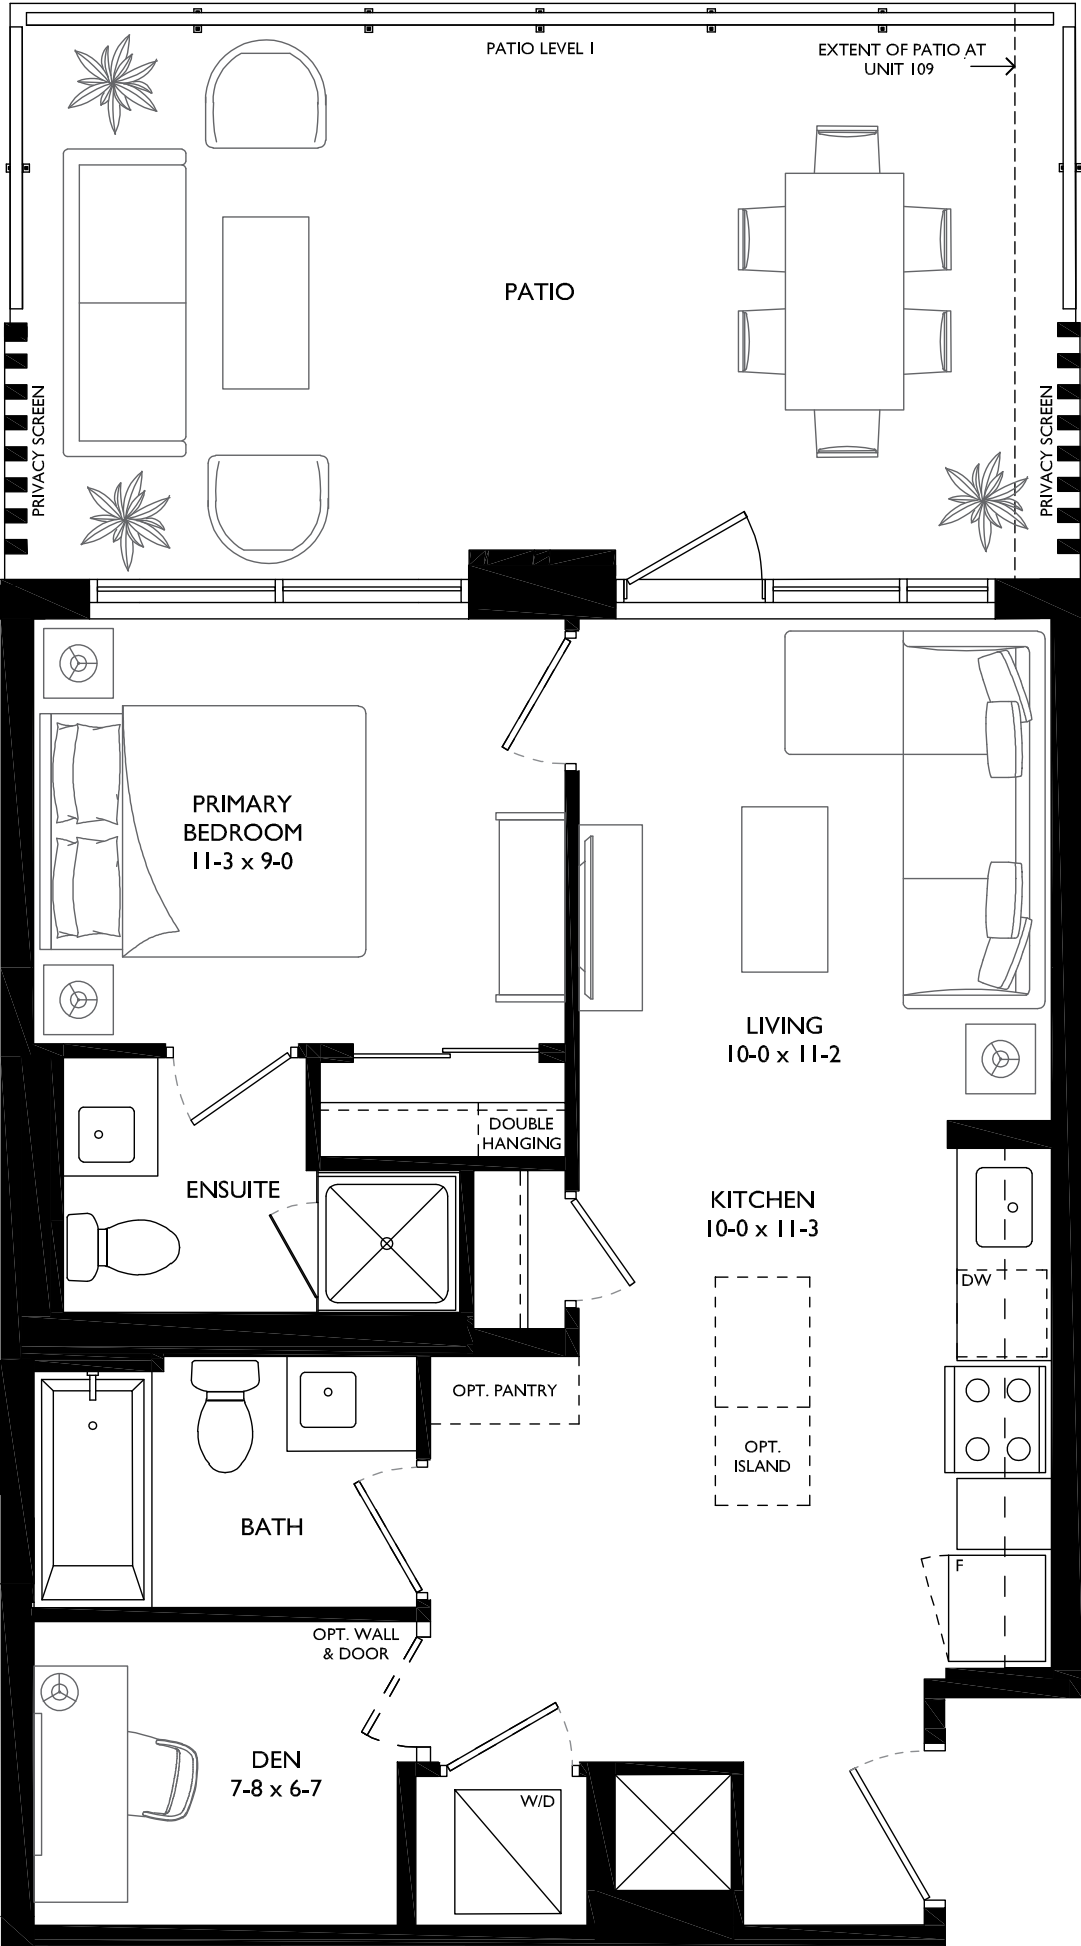 PATIO LEVEL 1
EXTENT OF PATIO AT
UNIT 109
PATIO
PRIVACY SCREEN
PRIVACY SCREEN
PRIMARY
BEDROOM
11-3 x 9-0
LIVING
10-0 x 11-2
DOUBLE
HANGING
ENSUITE
KITCHEN
10-0 x 11-3
DW
OPT. PANTRY
OPT.
ISLAND
BATH
F
OPT. WALL
& DOOR
DEN
7-8 x 6-7
W/D